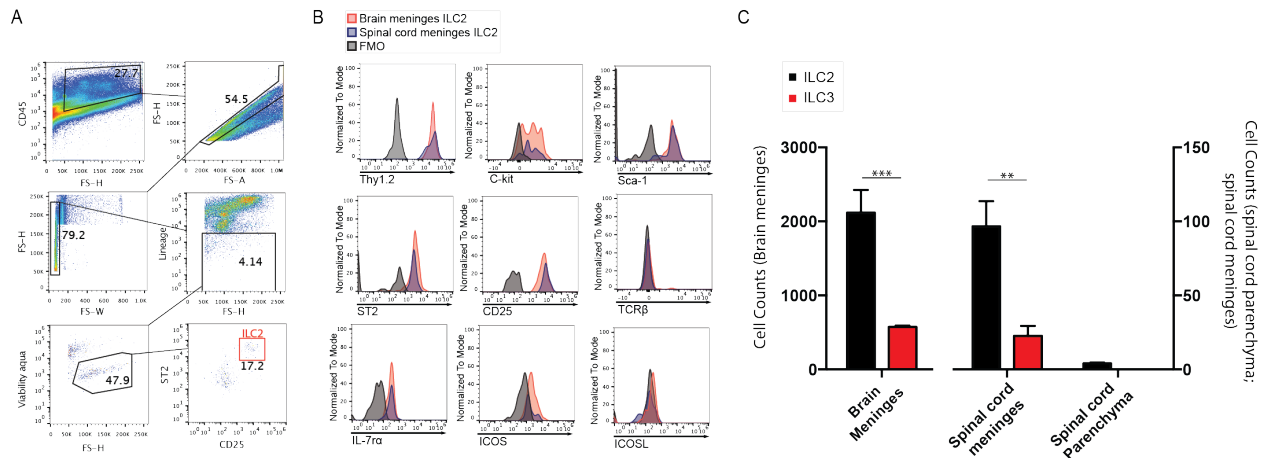 A
CD45
27.7
FS-H
FS-H
54.5
FS-A
FS-H
79.2
FS-W
Lineage
4.14
FS-H
Viability aqua
47.9
FS-H
ST2
ILC2
17.2
CD25
B
Brain meninges ILC2
Spinal cord meninges ILC2
FMO
Normalized To Mode
Thy1.2
Normalized To Mode
C-kit
Normalized To Mode
Sca-1
Normalized To Mode
ST2
Normalized To Mode
CD25
Normalized To Mode
TCRβ
Normalized To Mode
IL-7rα
Normalized To Mode
ICOS
Normalized To Mode
ICOSL
C
ILC2
ILC3
Cell Counts (Brain meninges)
3000
2000
1000
0
***
**
150
100
50
0
Cell Counts (spinal cord parenchyma;
spinal cord meninges)
Brain
Meninges
Spinal cord
meninges
Spinal cord
Parenchyma